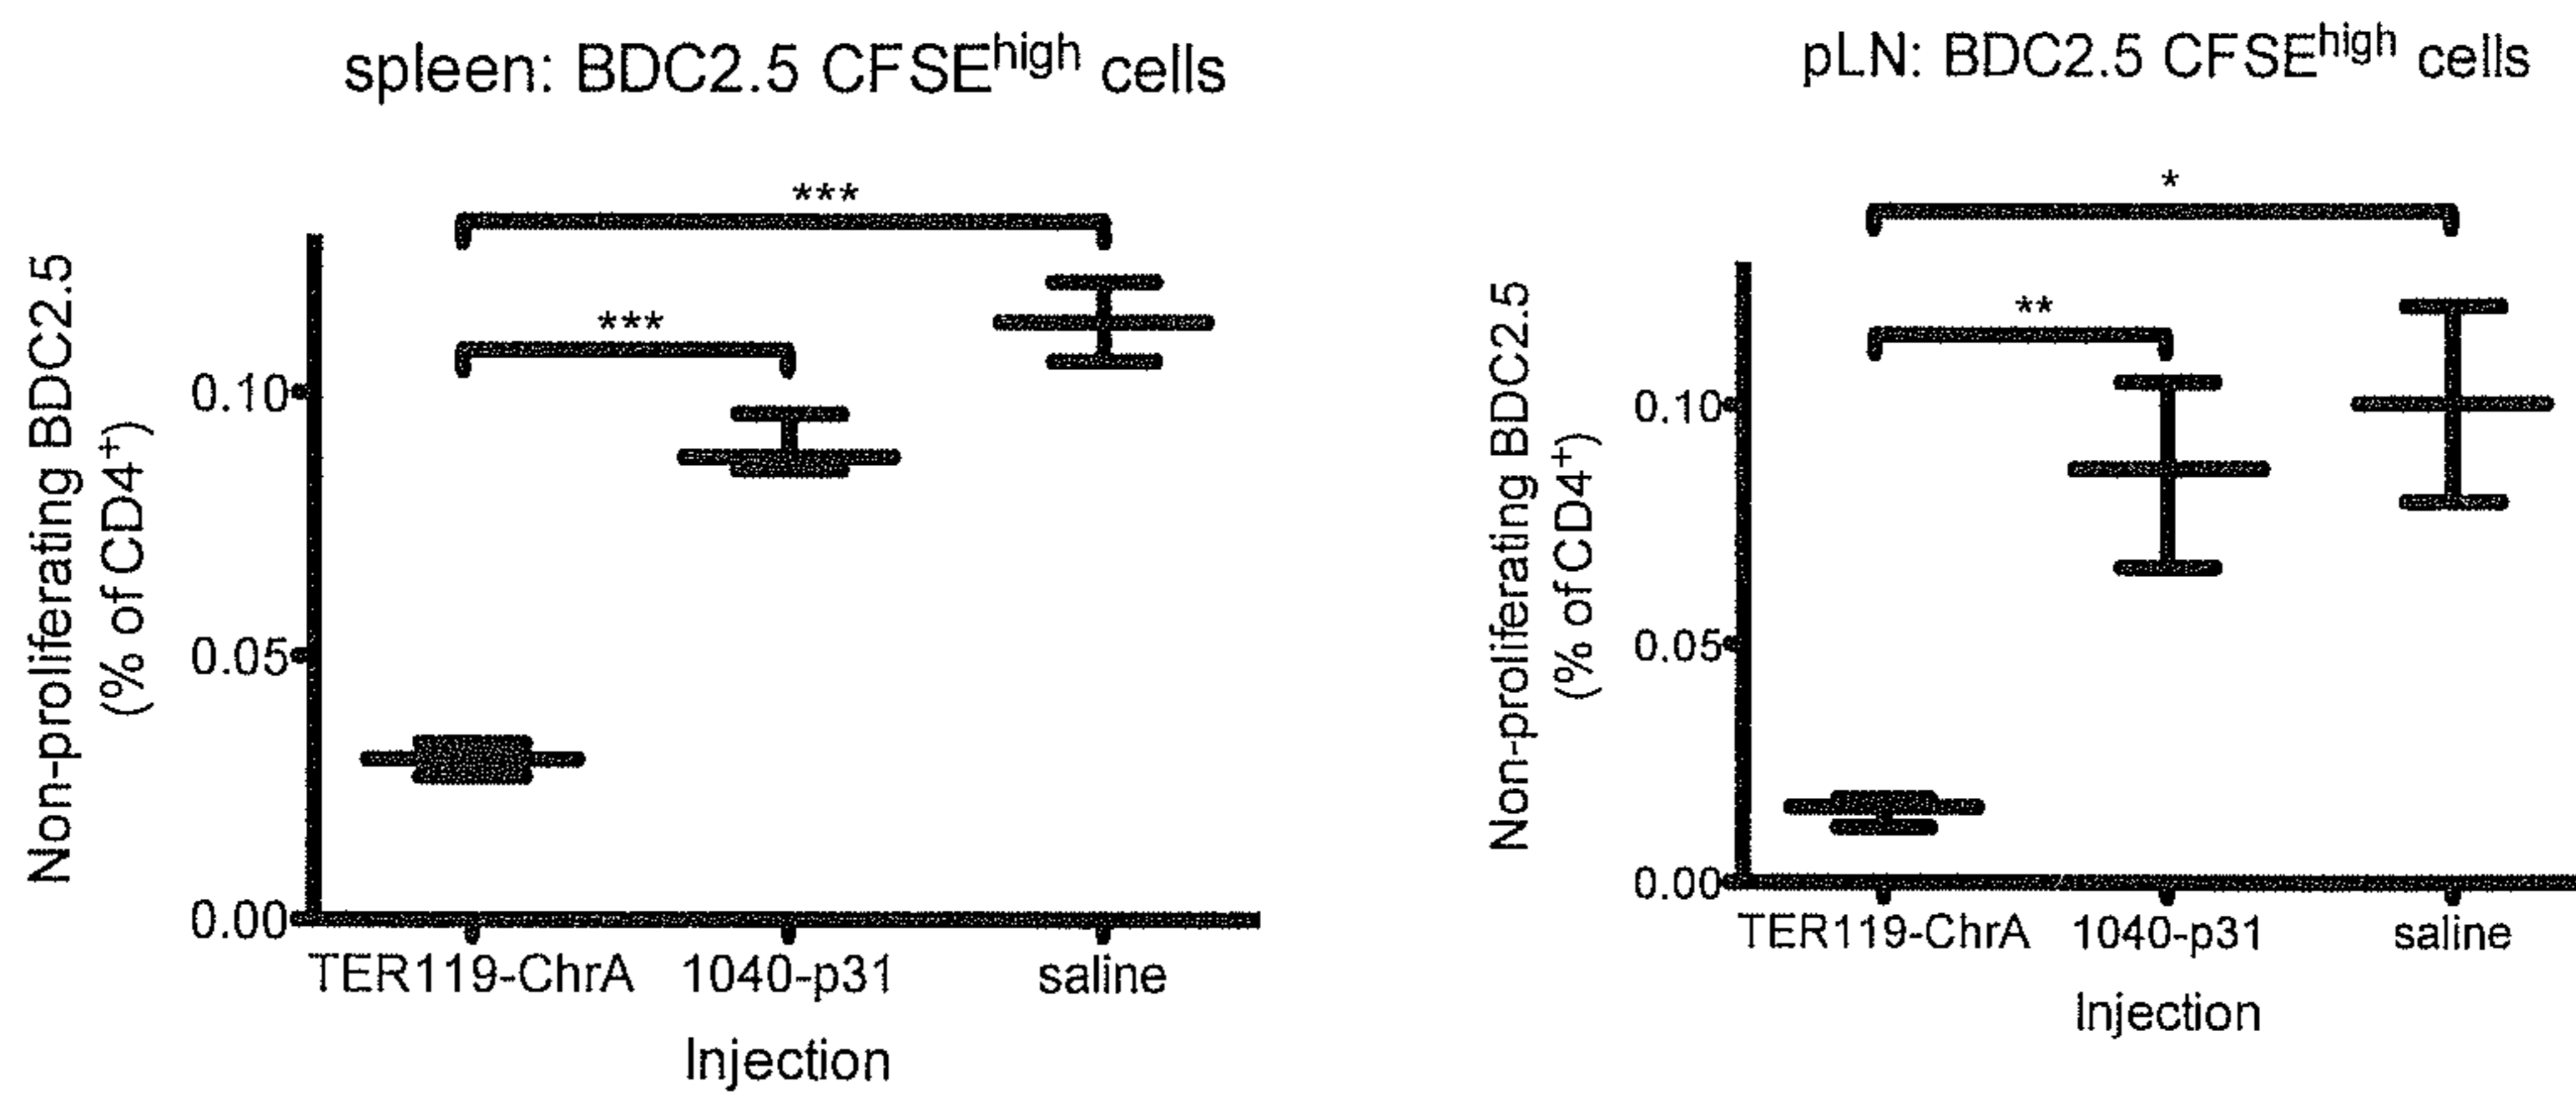 spleen: BDC2.5 CFSEhigh cells
***
***
Non-proliferating BDC2.5
(% of CD4+)
0.10
0.05
0.00
TER119-ChrA 1040-p31 saline
Injection
pLN: BDC2.5 CFSEhigh cells
*
**
Non-proliferating BDC2.5
(% of CD4+)
0.10
0.05
0.00
TER119-ChrA 1040-p31 saline
Injection